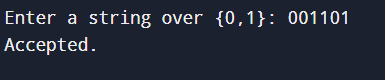 Enter a string over {0,1}: 001101
Accepted.